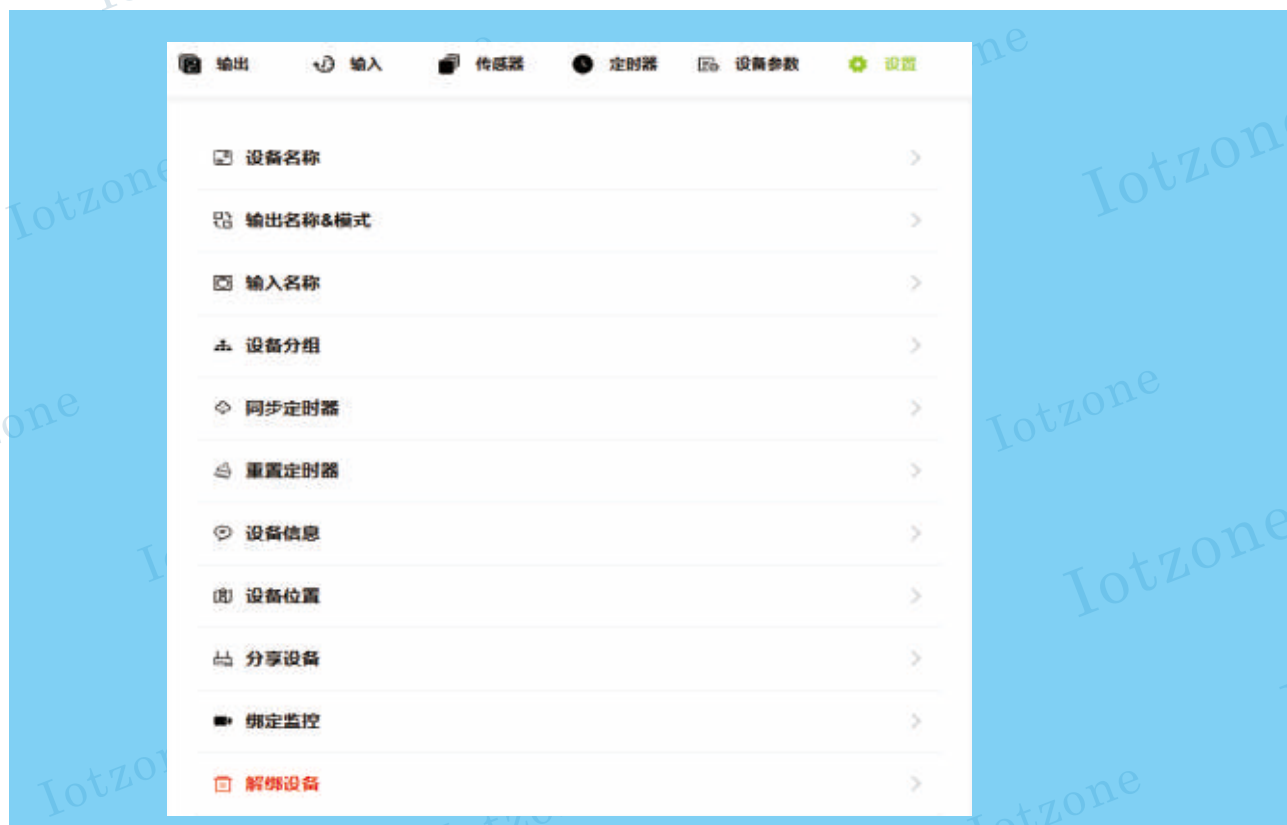 输出 输入 传感器 定时器 设备参数 设置
设备名称
输出名称&模式
输入名称
设备分组
同步定时器
重置定时器
设备信息
设备位置
分享设备
绑定监控
解绑设备
Iotzone
Iotzone
Iotzone
Iotzone